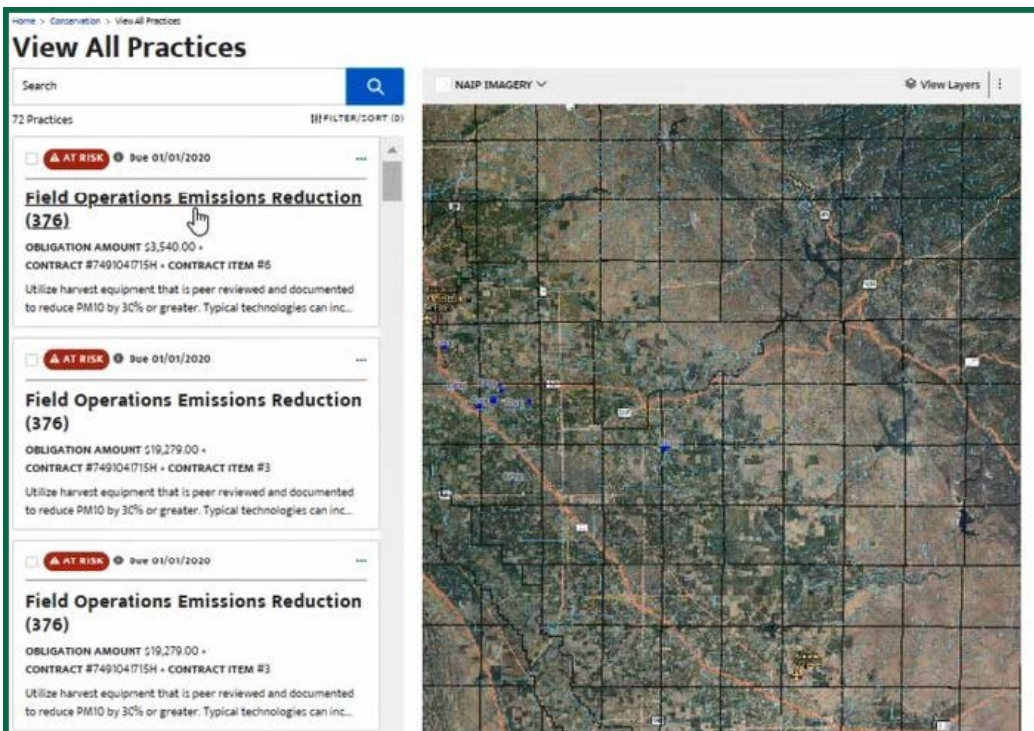 Home > Conservation > View All Practices
View All Practices
Search
NAIP IMAGERY
View Layers
72 Practices
FILTER/SORT (0)
AT RISK Due 01/01/2020
Field Operations Emissions Reduction
(376)
OBLIGATION AMOUNT $3,540.00 •
CONTRACT #7491041715H • CONTRACT ITEM #6
Utilize harvest equipment that is peer reviewed and documented
to reduce PM10 by 30% or greater. Typical technologies can inc...
AT RISK Due 01/01/2020
Field Operations Emissions Reduction
(376)
OBLIGATION AMOUNT $19,279.00 •
CONTRACT #7491041715H • CONTRACT ITEM #3
Utilize harvest equipment that is peer reviewed and documented
to reduce PM10 by 30% or greater. Typical technologies can inc...
AT RISK Due 01/01/2020
Field Operations Emissions Reduction
(376)
OBLIGATION AMOUNT $19,279.00 •
CONTRACT #7491041715H • CONTRACT ITEM #3
Utilize harvest equipment that is peer reviewed and documented
to reduce PM10 by 30% or greater. Typical technologies can inc...